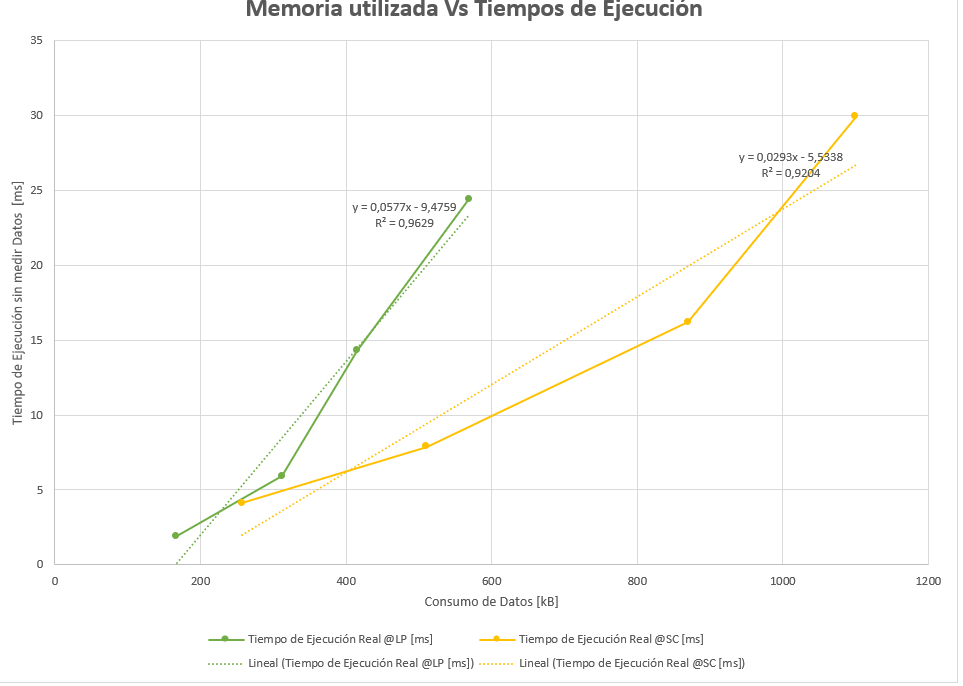 Memoria utilizada Vs Tiempos de Ejecución
35
30
25
20
15
10
5
0
Tiempo de Ejecución sin medir Datos [ms]
y = 0,0577x - 9,4759
R² = 0,9629
y = 0,0293x - 5,5338
R² = 0,9204
0 200 400 600 800 1000 1200
Consumo de Datos [kB]
Tiempo de Ejecución Real @LP [ms] Tiempo de Ejecución Real @SC [ms]
Lineal (Tiempo de Ejecución Real @LP [ms]) Lineal (Tiempo de Ejecución Real @SC [ms])